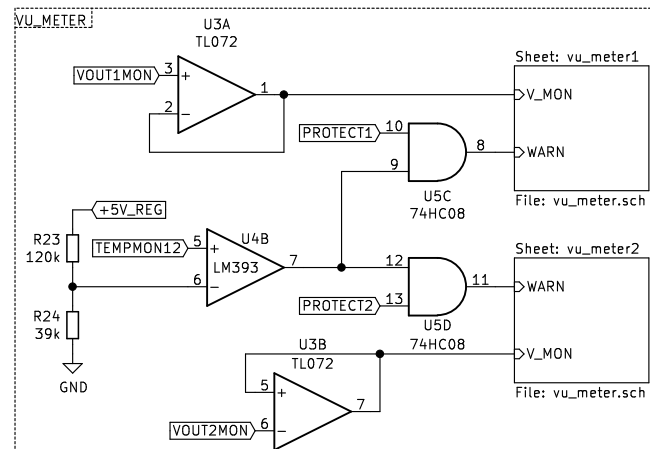 VU_METER
U3A
TL072
VOUT1MON
3
+
2
-
1
Sheet: vu_meter1
V_MON
WARN
File: vu_meter.sch
PROTECT1
10
9
8
U5C
74HC08
+5V_REG
R23
120k
TEMPMON12
5
+
6
-
U4B
LM393
7
R24
39k
GND
12
13
11
PROTECT2
U5D
74HC08
Sheet: vu_meter2
WARN
V_MON
File: vu_meter.sch
U3B
TL072
5
+
VOUT2MON
6
-
7